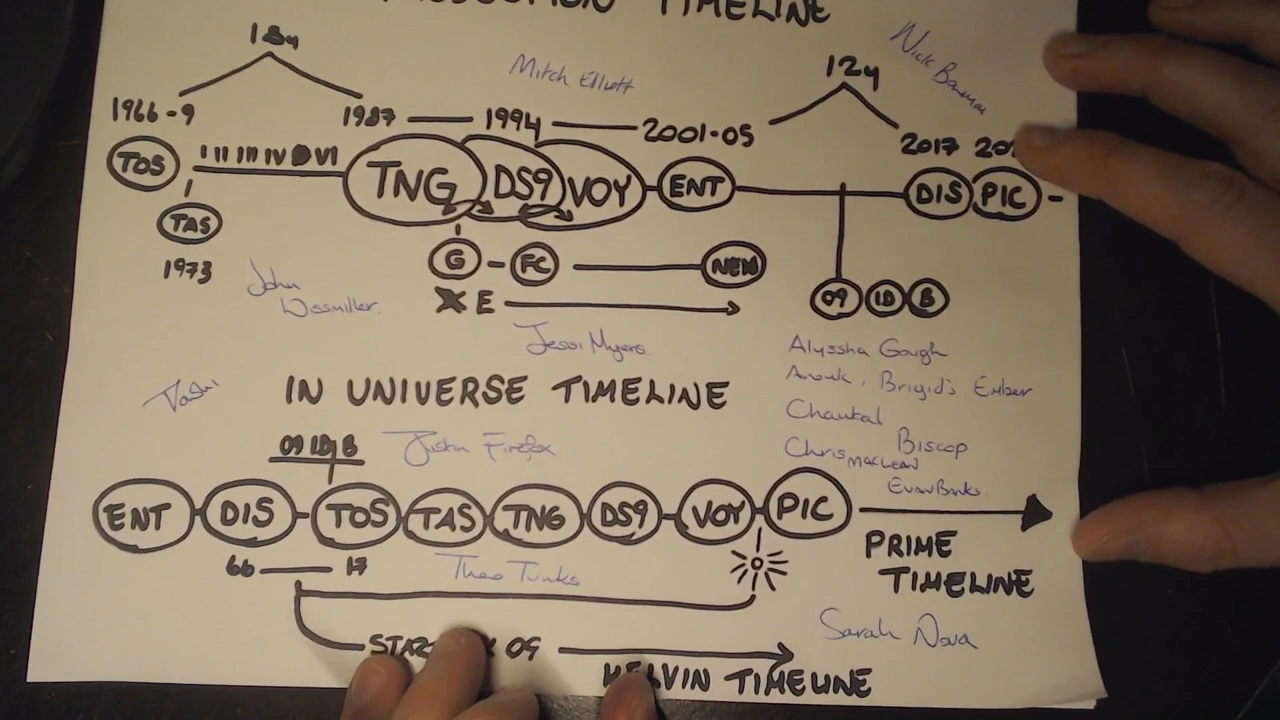 TIMELINE
18y
12y
Nick
Mitch Elliott
1966-9
1987
1994
2001-05
2017
TOS
I II III IV V VI
TNG
DS9
VOY
ENT
DIS
PIC
TAS
1973
G
FC
NEM
09
ID
B
John
Wissmiller.
X E
Jessi Myers.
IN UNIVERSE TIMELINE
Alyssha Gough
Anouk, Brigid's Ember
Chantal
Chris MACLEAN
Biscop
Evan Banks.
09 ID B
Justin Firefox
ENT
DIS
TOS
TAS
TNG
DS9
VOY
PIC
66
17
Theo Tunks
PRIME
TIMELINE
Sarah Nova
09
KELVIN TIMELINE